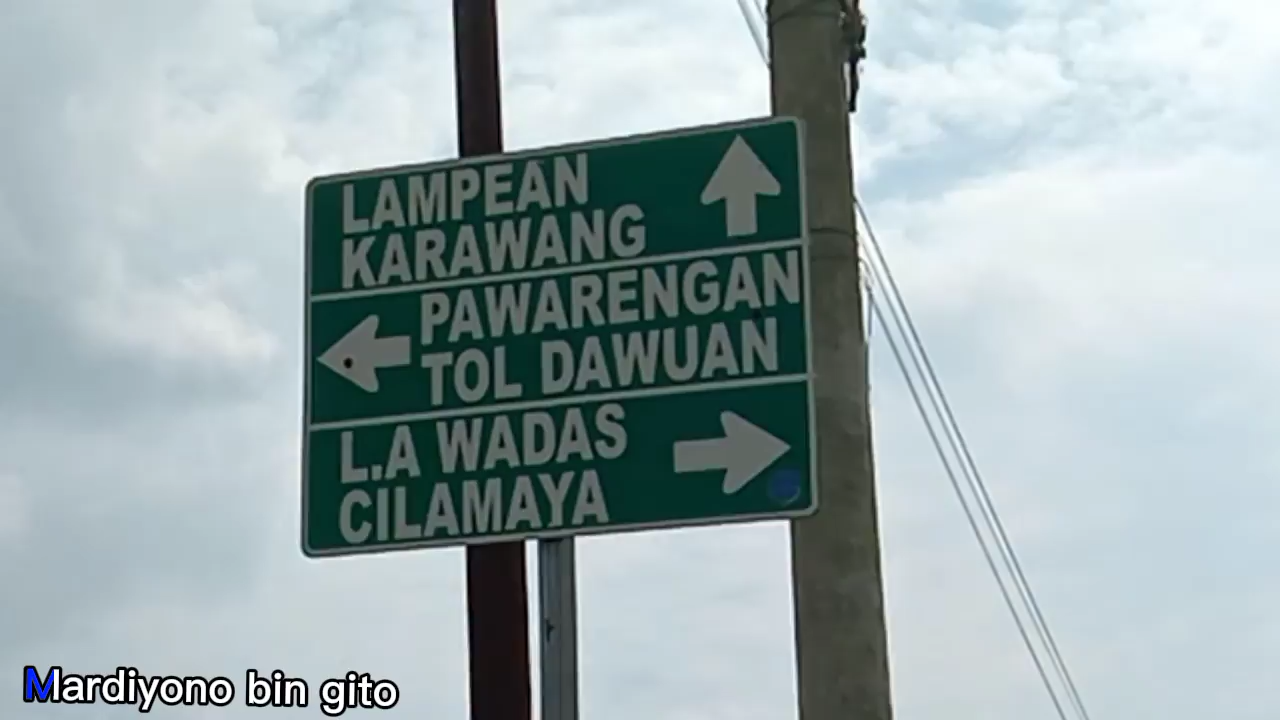 LAMPEAN
KARAWANG
PAWARENGAN
TOL DAWUAN
L.A WADAS
CILAMAYA
Mardiyono bin gito